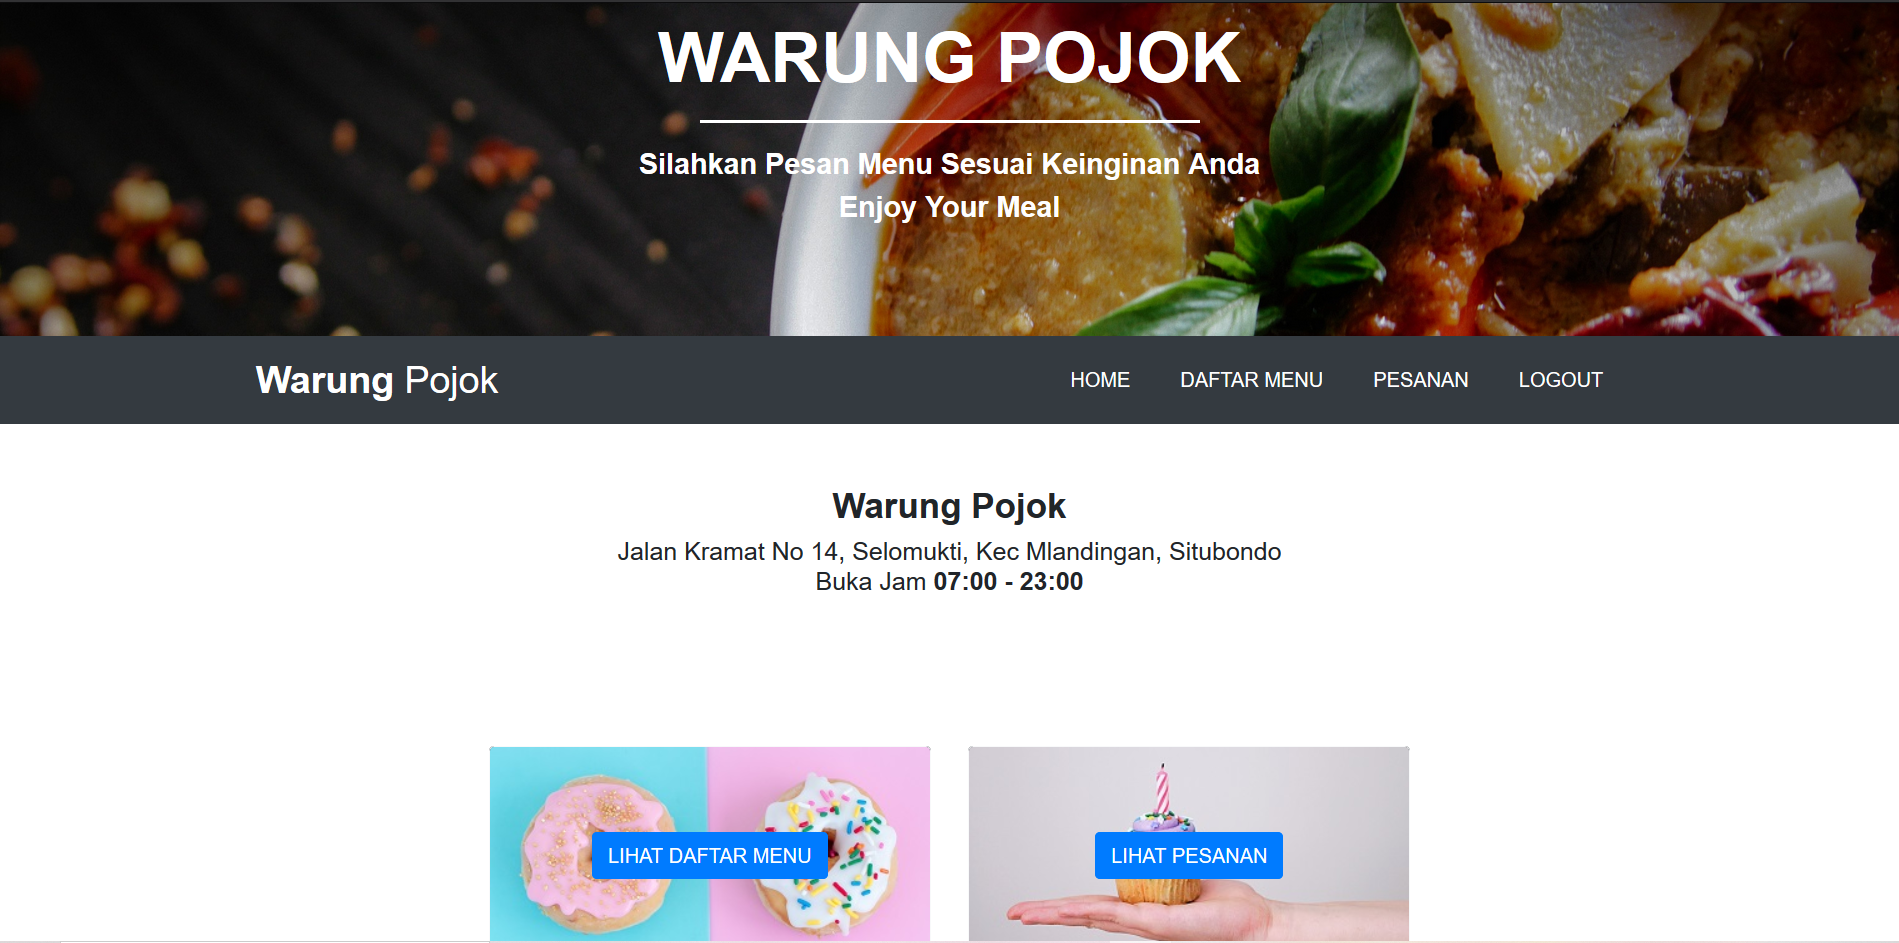 WARUNG POJOK
Silahkan Pesan Menu Sesuai Keinginan Anda
Enjoy Your Meal
Warung Pojok
HOME
DAFTAR MENU
PESANAN
LOGOUT
Warung Pojok
Jalan Kramat No 14, Selomukti, Kec Mlandingan, Situbondo
Buka Jam 07:00 - 23:00
LIHAT DAFTAR MENU
LIHAT PESANAN